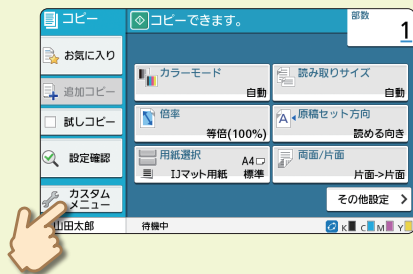 コピー
コピーできます。
部数
1
お気に入り
追加コピー
試しコピー
設定確認
カスタム
メニュー
カラーモード
自動
読み取りサイズ
自動
倍率
等倍(100%)
原稿セット方向
読める向き
用紙選択
A4
IJマット用紙 標準
両面/片面
片面->片面
その他設定
山田太郎
待機中
K C M Y